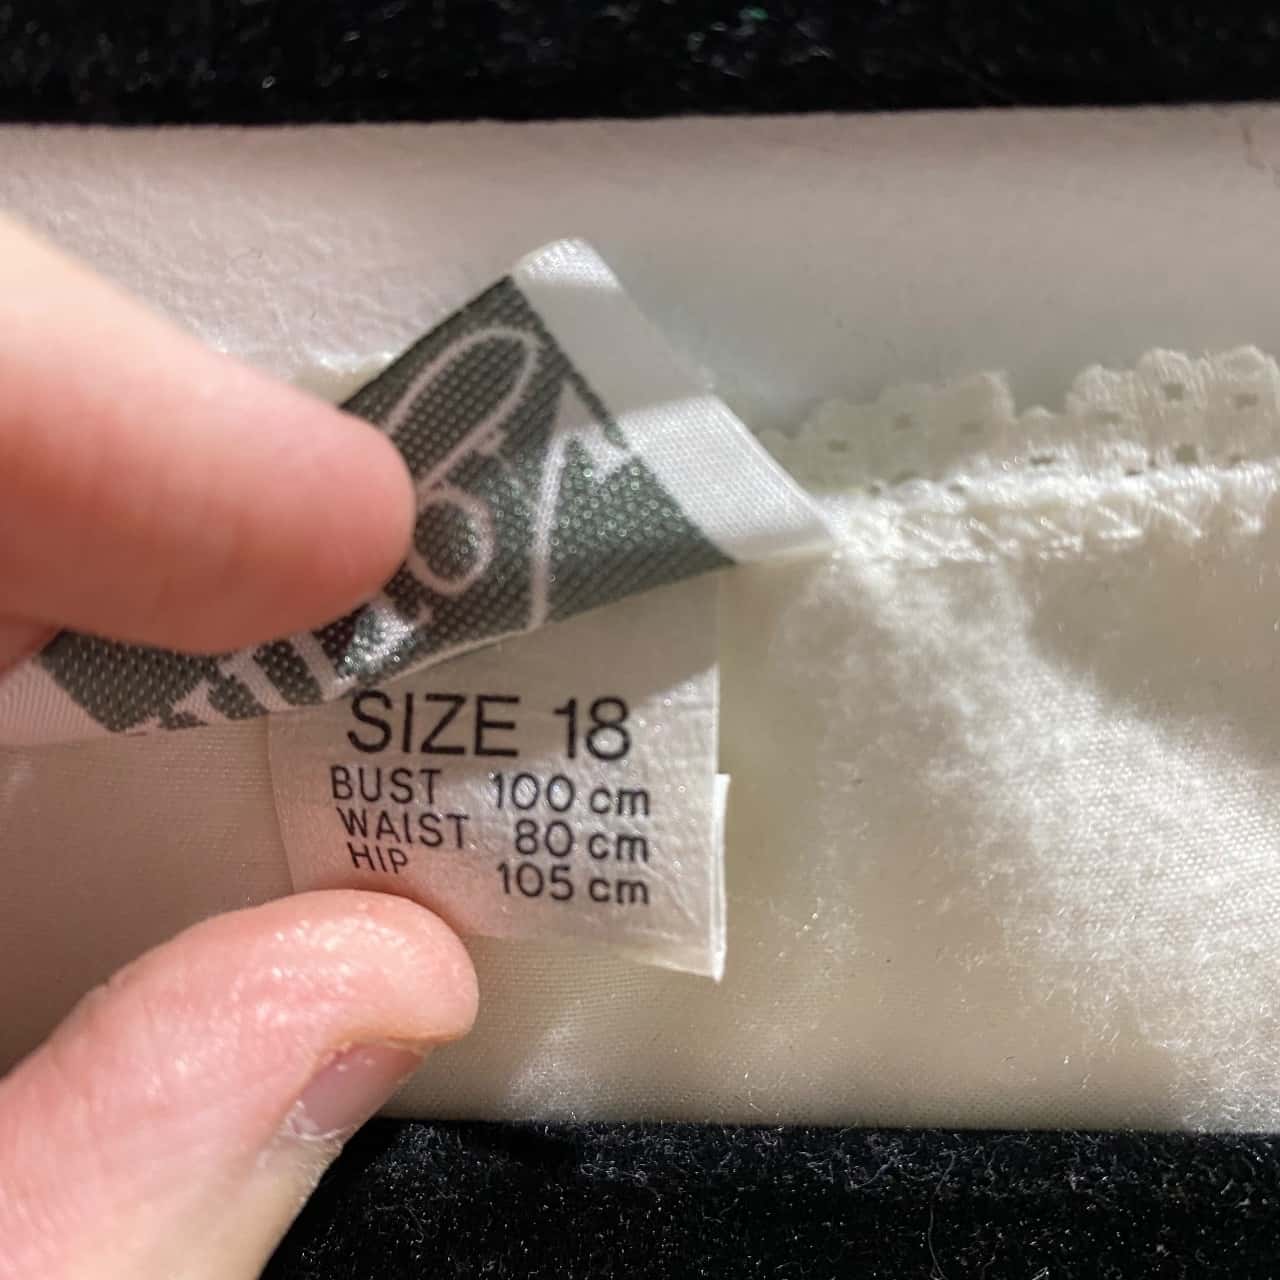 SIZE 18
BUST 100 cm
WAIST 80 cm
HIP 105 cm